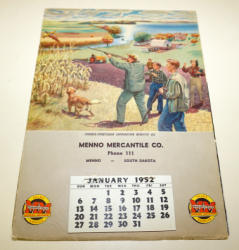 MENNO MERCANTILE CO.
Phone 111
MENNO — SOUTH DAKOTA
JANUARY 1952
SUN MON TUE WED THU FRI SAT
1 2 3 4 5
6 7 8 9 10 11 12
13 14 15 16 17 18 19
20 21 22 23 24 25 26
27 28 29 30 31